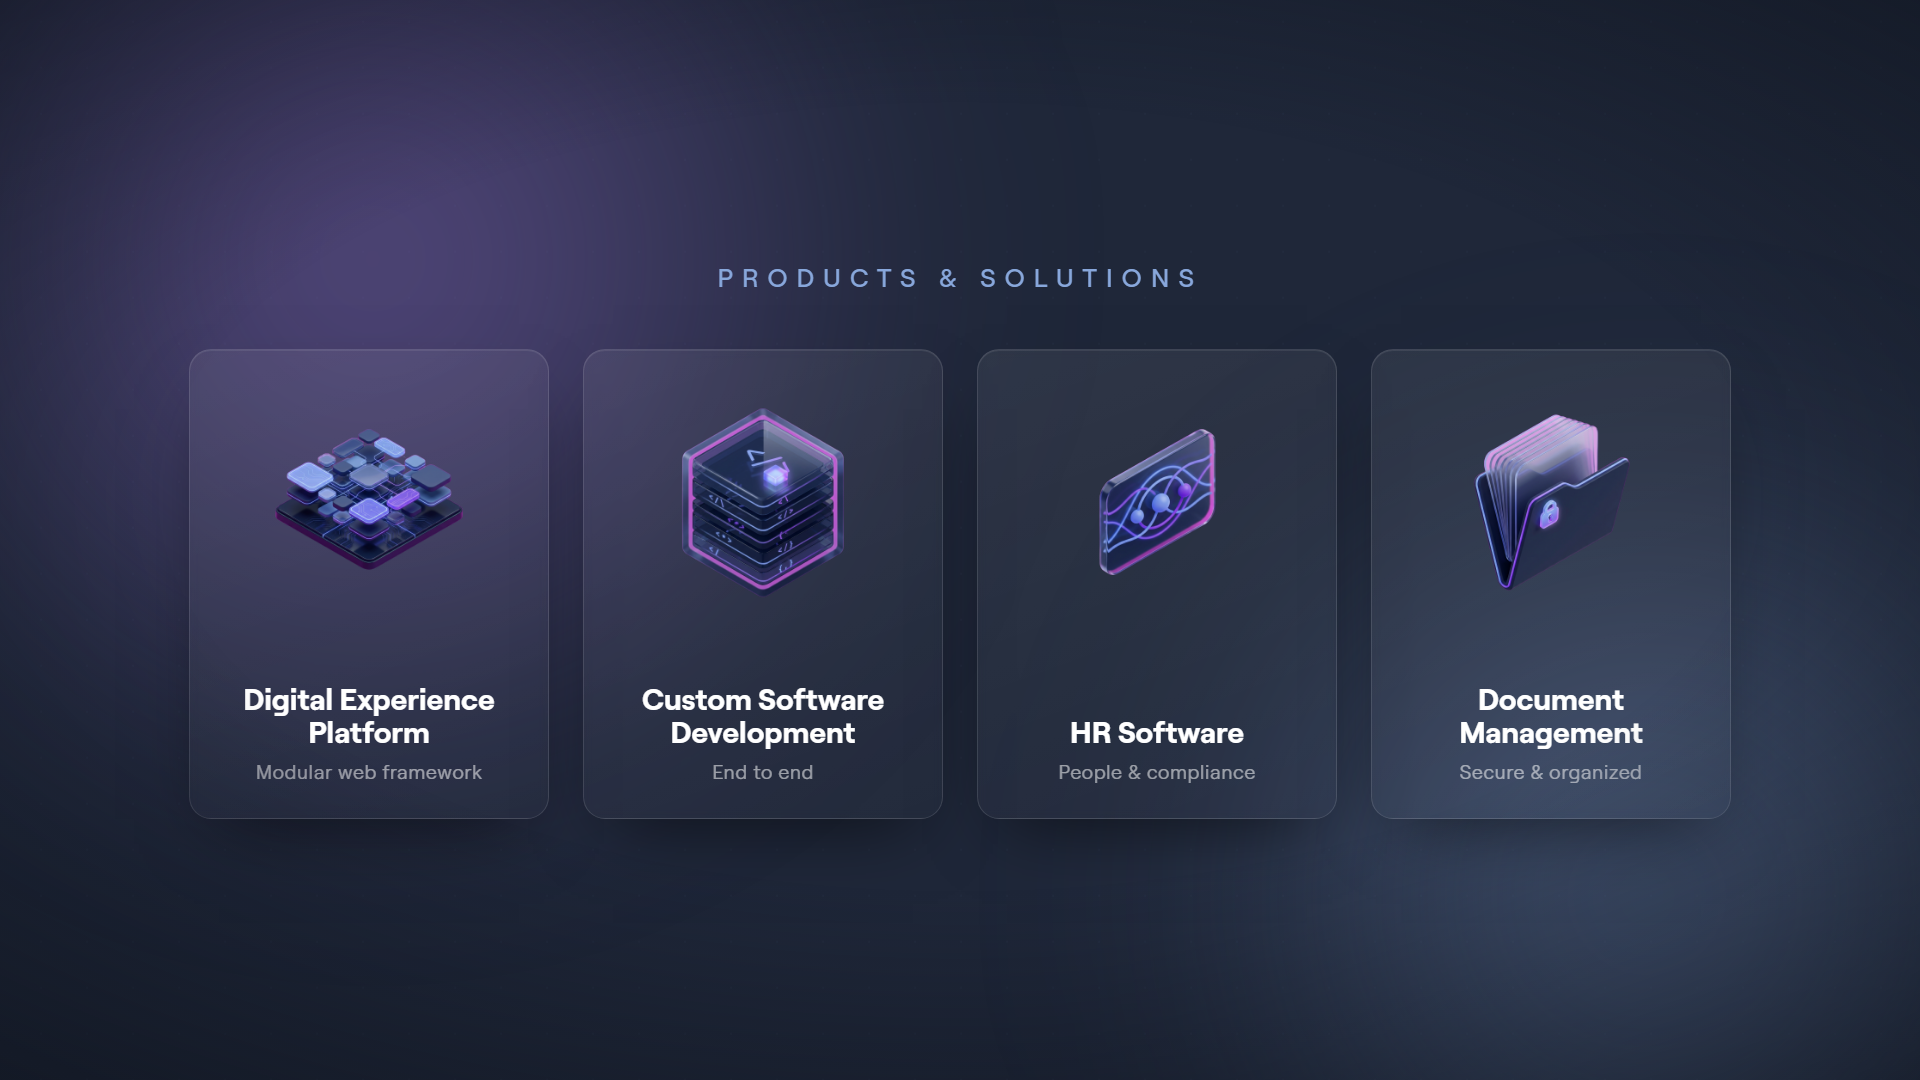 PRODUCTS & SOLUTIONS
Digital Experience
Platform
Modular web framework
Custom Software
Development
End to end
HR Software
People & compliance
Document
Management
Secure & organized